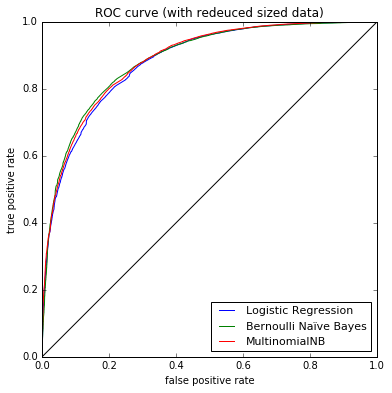 ROC curve (with redeuced sized data)
true positive rate
1.0
0.8
0.6
0.4
0.2
0.0
0.0 0.2 0.4 0.6 0.8 1.0
false positive rate
Logistic Regression
Bernoulli Naïve Bayes
MultinomialNB